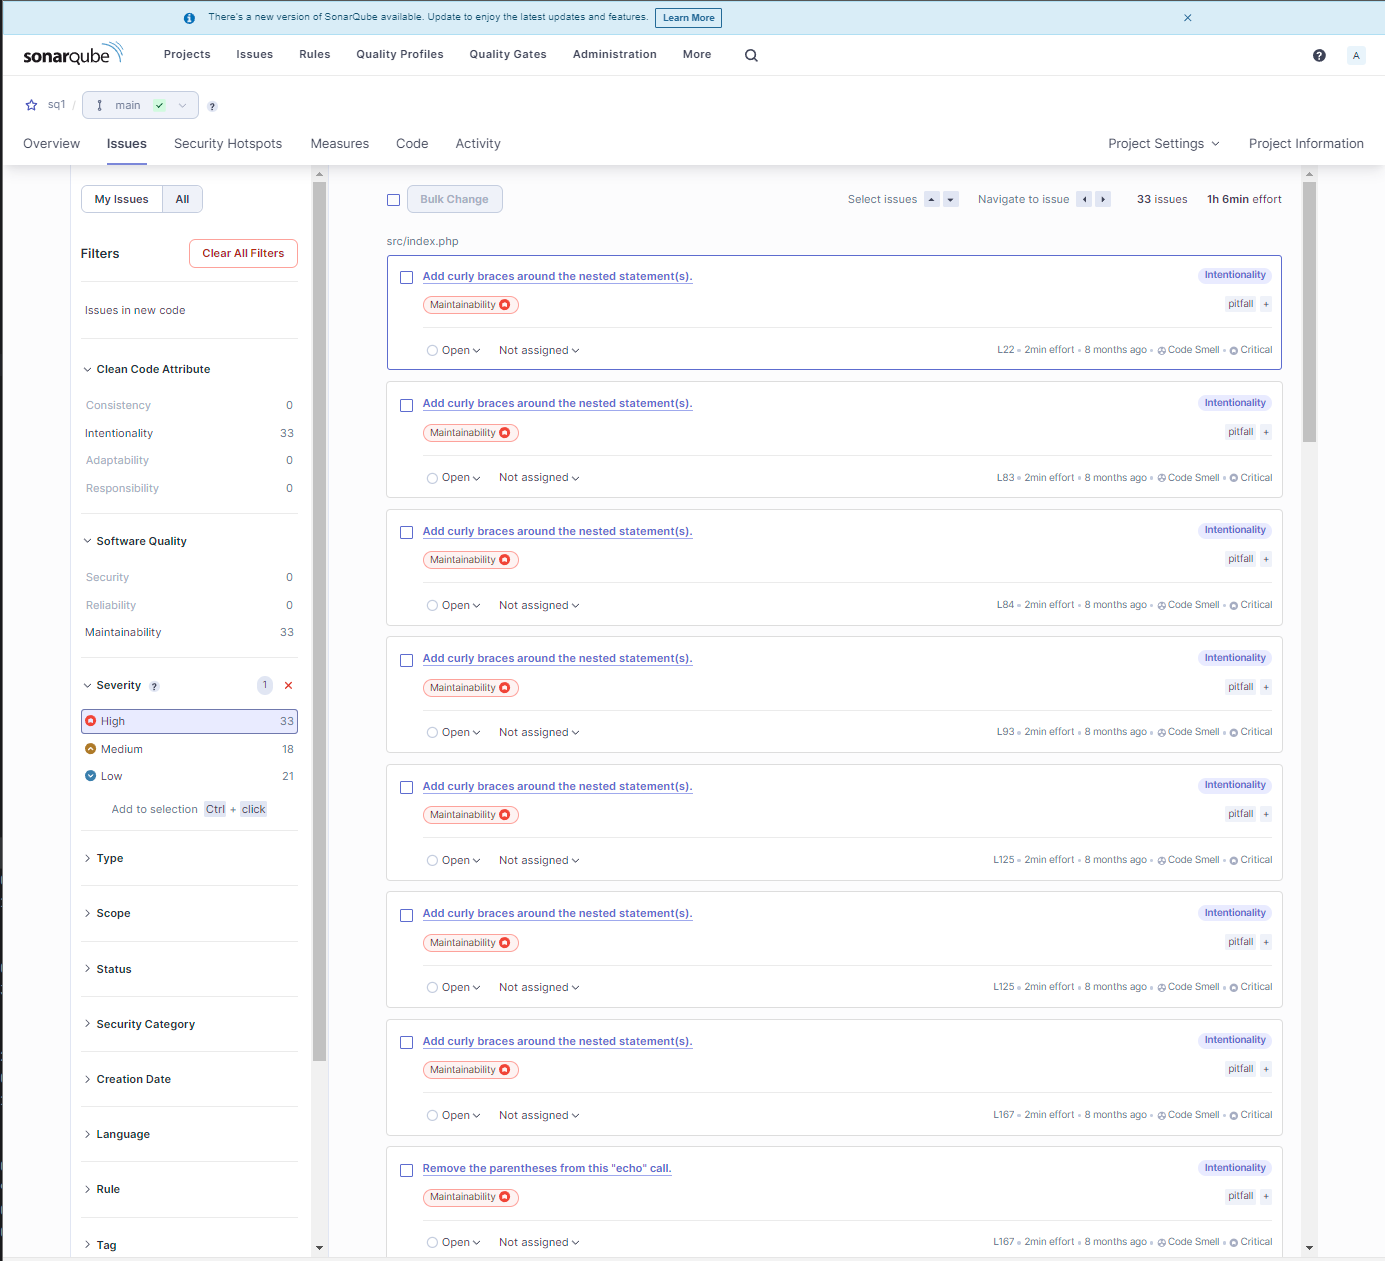 There's a new version of SonarQube available. Update to enjoy the latest updates and features. Learn More
sonarqube Projects Issues Rules Quality Profiles Quality Gates Administration More ? A
sq1 / main ?
Overview Issues Security Hotspots Measures Code Activity Project Settings Project Information
My Issues All
Filters Clear All Filters
Issues in new code
Clean Code Attribute
Consistency 0
Intentionality 33
Adaptability 0
Responsibility 0
Software Quality
Security 0
Reliability 0
Maintainability 33
Severity ? 1
High 33
Medium 18
Low 21
Add to selection Ctrl + click
Type
Scope
Status
Security Category
Creation Date
Language
Rule
Tag
Bulk Change Select issues Navigate to issue 33 issues 1h 6min effort
src/index.php
Add curly braces around the nested statement(s). Intentionality
Maintainability pitfall +
Open Not assigned L22 • 2min effort • 8 months ago • Code Smell • Critical
Add curly braces around the nested statement(s). Intentionality
Maintainability pitfall +
Open Not assigned L83 • 2min effort • 8 months ago • Code Smell • Critical
Add curly braces around the nested statement(s). Intentionality
Maintainability pitfall +
Open Not assigned L84 • 2min effort • 8 months ago • Code Smell • Critical
Add curly braces around the nested statement(s). Intentionality
Maintainability pitfall +
Open Not assigned L93 • 2min effort • 8 months ago • Code Smell • Critical
Add curly braces around the nested statement(s). Intentionality
Maintainability pitfall +
Open Not assigned L125 • 2min effort • 8 months ago • Code Smell • Critical
Add curly braces around the nested statement(s). Intentionality
Maintainability pitfall +
Open Not assigned L125 • 2min effort • 8 months ago • Code Smell • Critical
Add curly braces around the nested statement(s). Intentionality
Maintainability pitfall +
Open Not assigned L167 • 2min effort • 8 months ago • Code Smell • Critical
Remove the parentheses from this "echo" call. Intentionality
Maintainability pitfall +
Open Not assigned L167 • 2min effort • 8 months ago • Code Smell • Critical